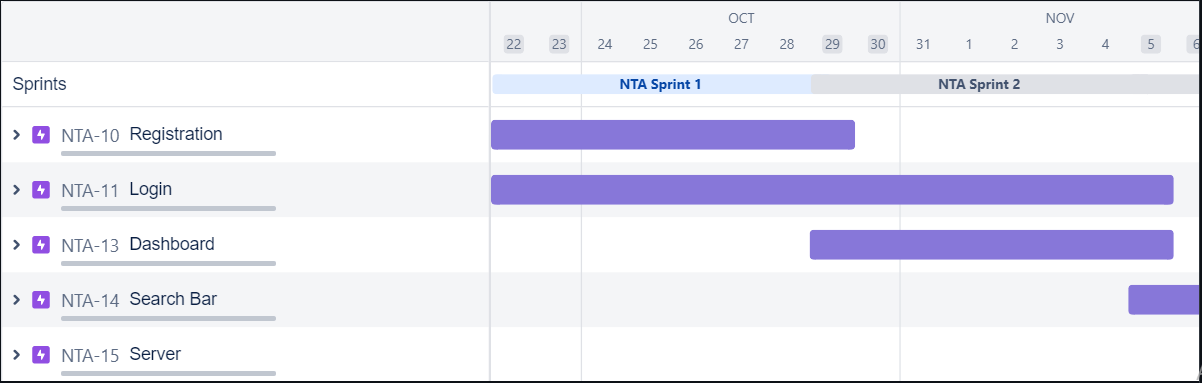 OCT NOV
22 23 24 25 26 27 28 29 30 31 1 2 3 4 5 6
Sprints NTA Sprint 1 NTA Sprint 2
NTA-10 Registration
NTA-11 Login
NTA-13 Dashboard
NTA-14 Search Bar
NTA-15 Server